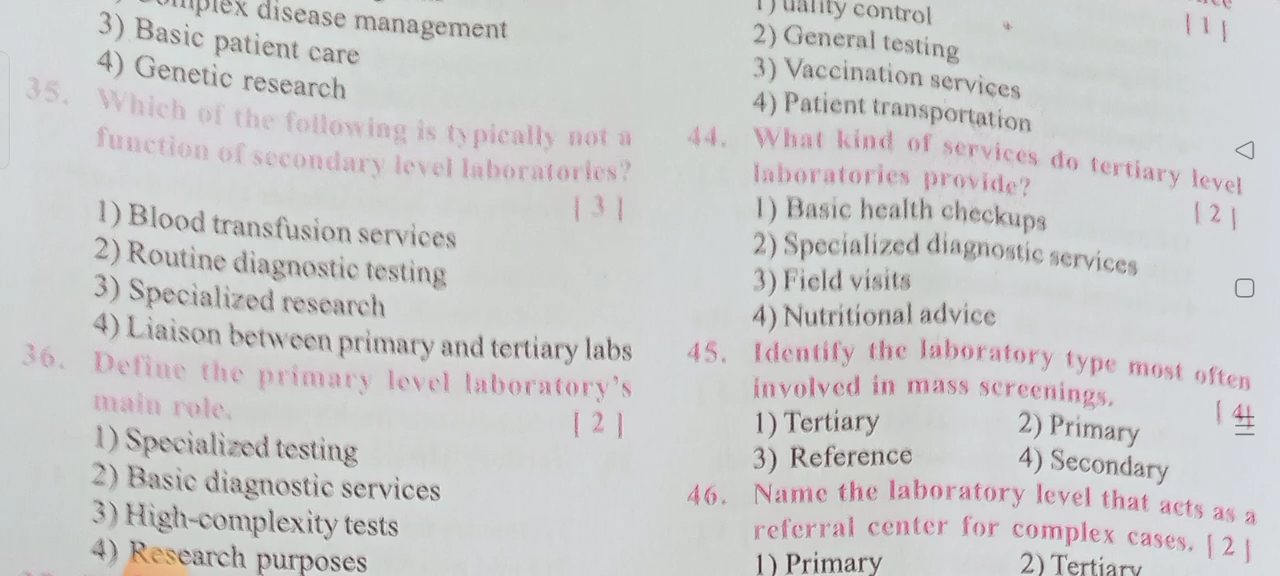 disease management
3) Basic patient care
4) Genetic research
35. Which of the following is typically not a
function of secondary level laboratories?
[ 3 ]
1) Blood transfusion services
2) Routine diagnostic testing
3) Specialized research
4) Liaison between primary and tertiary labs
36. Define the primary level laboratory's
main role. [ 2 ]
1) Specialized testing
2) Basic diagnostic services
3) High-complexity tests
4) Research purposes
control [ 1 ]
2) General testing
3) Vaccination services
4) Patient transportation
44. What kind of services do tertiary level
laboratories provide? [ 2 ]
1) Basic health checkups
2) Specialized diagnostic services
3) Field visits
4) Nutritional advice
45. Identify the laboratory type most often
involved in mass screenings. [ 4
1) Tertiary 2) Primary
3) Reference 4) Secondary
46. Name the laboratory level that acts as a
referral center for complex cases. [ 2 ]
1) Primary 2) Tertiary